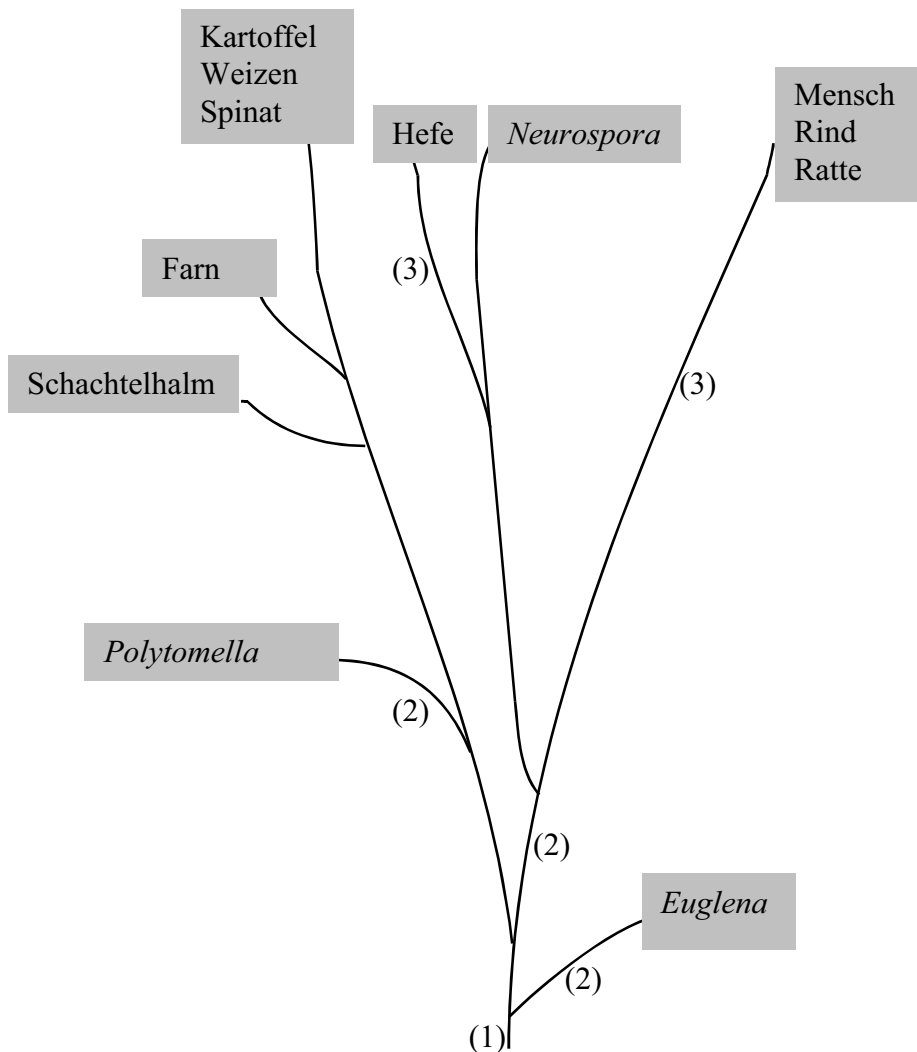 Kartoffel
Weizen
Spinat
Mensch
Rind
Ratte
Hefe
Neurospora
Farn
(3)
Schachtelhalm
(3)
Polytomella
(2)
(2)
Euglena
(2)
(1)